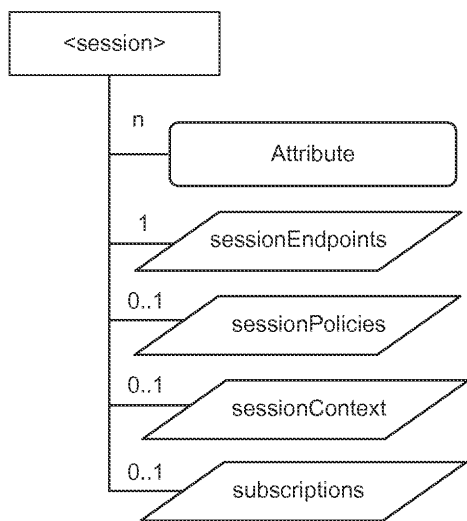 <session>
n
Attribute
1
sessionEndpoints
0..1
sessionPolicies
0..1
sessionContext
0..1
subscriptions